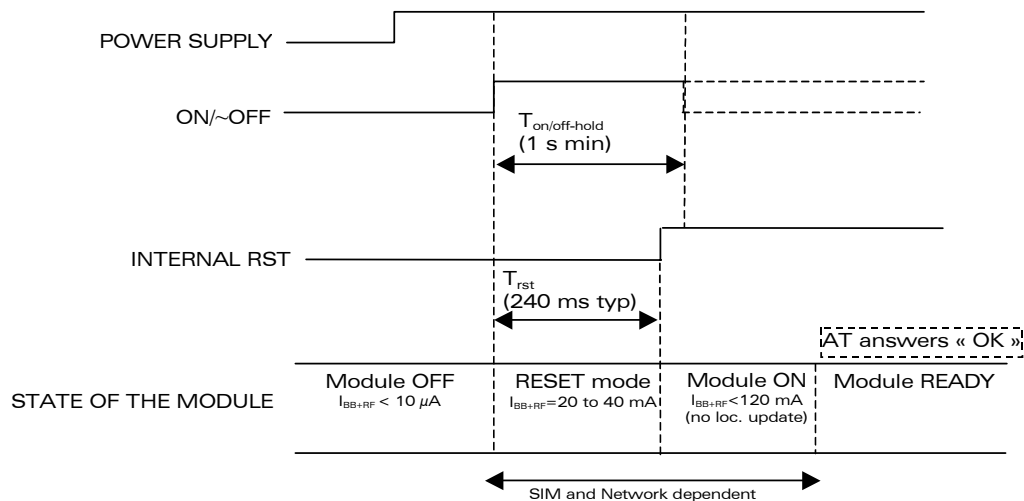 POWER SUPPLY
ON/~OFF
Ton/off-hold
(1 s min)
INTERNAL RST
Trst
(240 ms typ)
AT answers « OK »
STATE OF THE MODULE
Module OFF
IBB+RF < 10 µA
RESET mode
IBB+RF=20 to 40 mA
Module ON
IBB+RF<120 mA
(no loc. update)
Module READY
SIM and Network dependent